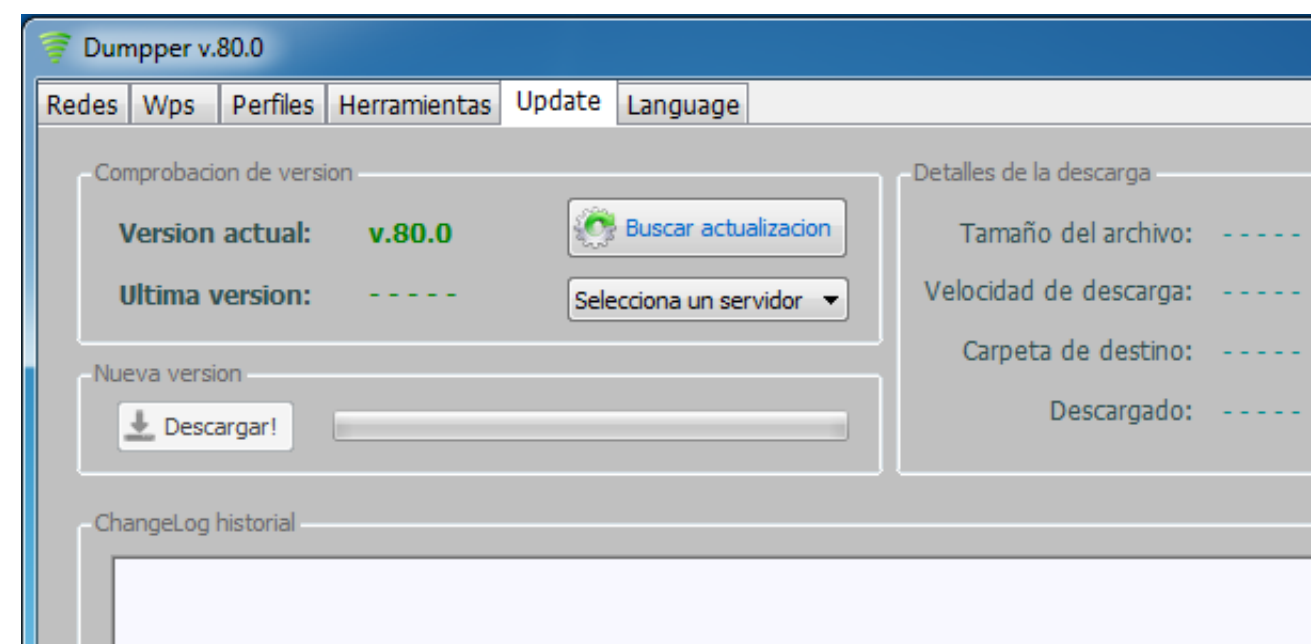 Dumpper v.80.0
Redes Wps Perfiles Herramientas Update Language
Comprobacion de version
Version actual: v.80.0 Buscar actualizacion
Ultima version: - - - - - Selecciona un servidor
Nueva version
Descargar!
Detalles de la descarga
Tamaño del archivo: - - - - -
Velocidad de descarga: - - - - -
Carpeta de destino: - - - - -
Descargado: - - - - -
ChangeLog historial